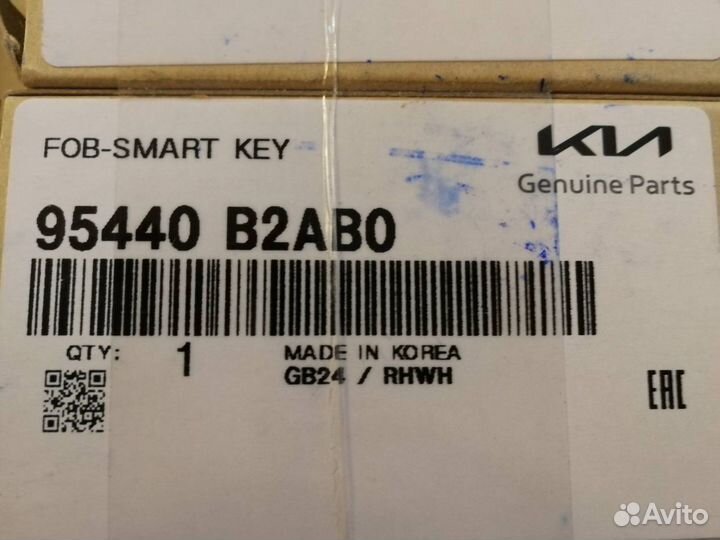 FOB-SMART KEY
KIA
Genuine Parts
95440 B2AB0
QTY: 1
MADE IN KOREA
GB24 / RHWH
EAC
Avito